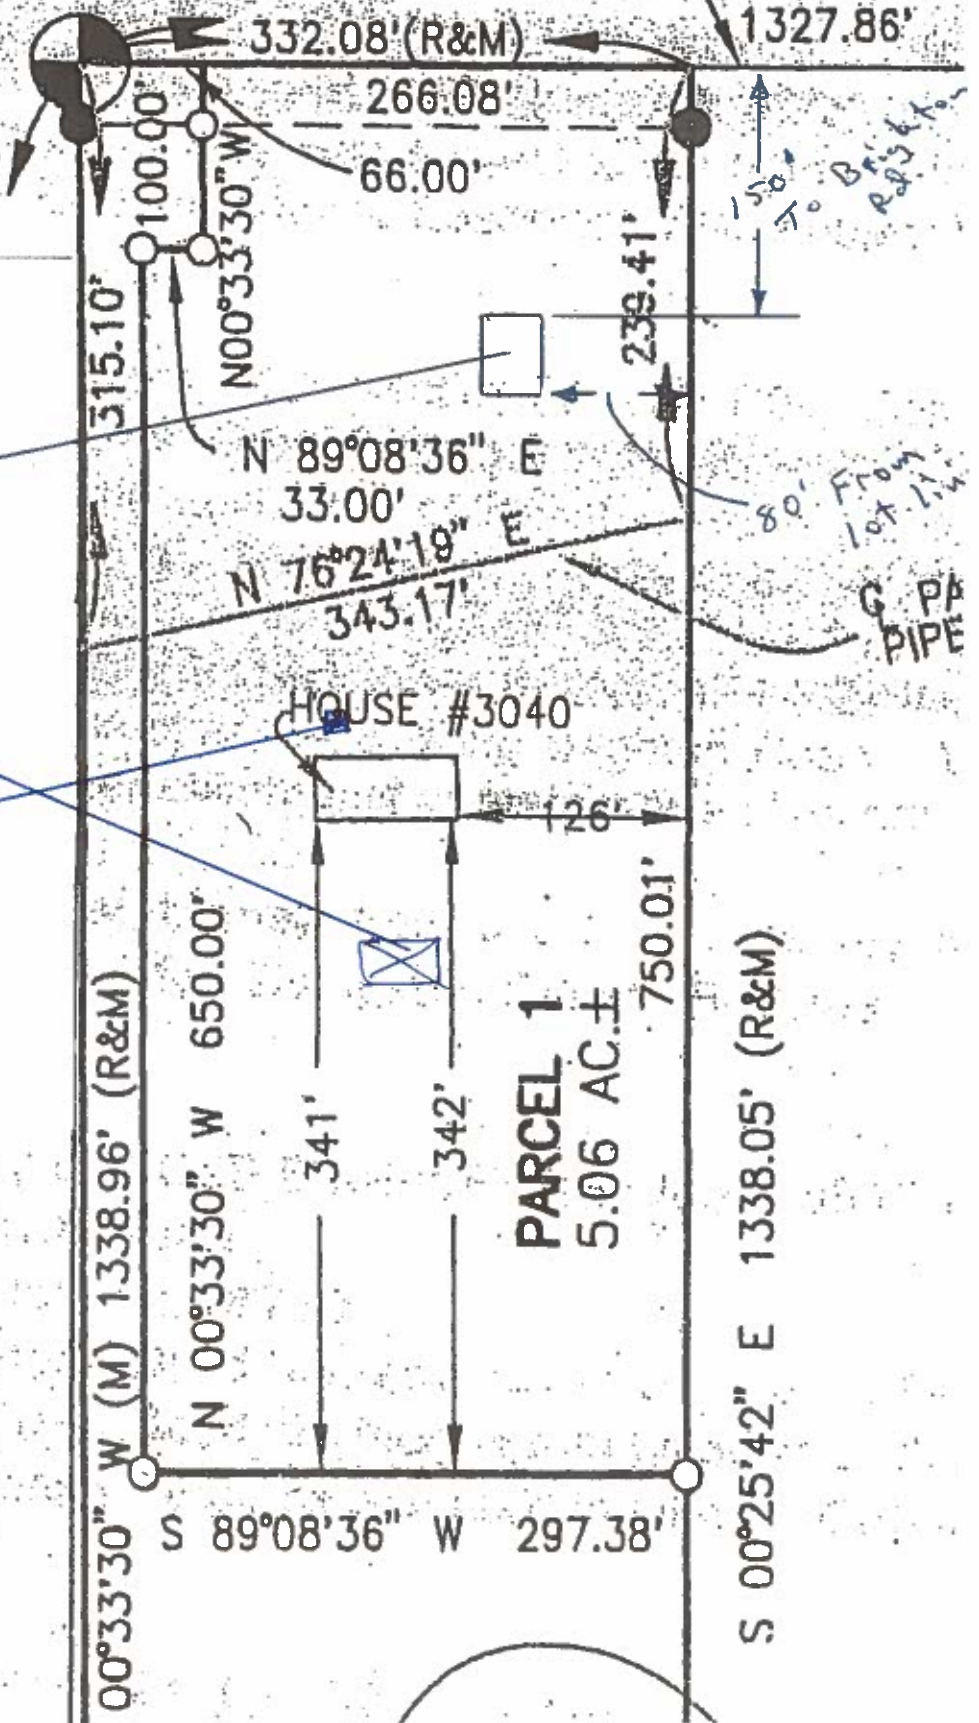 332.08'(R&M)
1327.86'
266.08'
66.00'
100.00'
N00°33'30"W
150'
To Brist
315.10'
239.41'
N 89°08'36" E
33.00'
80' From
lot lin
N 76°24'19" E
343.17'
℄ PA
PIPE
HOUSE #3040
126'
750.01'
N 00°33'30" W 650.00'
341'
342'
PARCEL 1
5.06 AC.±
00°33'30" W (M) 1338.96' (R&M)
S 00°25'42" E 1338.05' (R&M)
S 89°08'36" W 297.38'